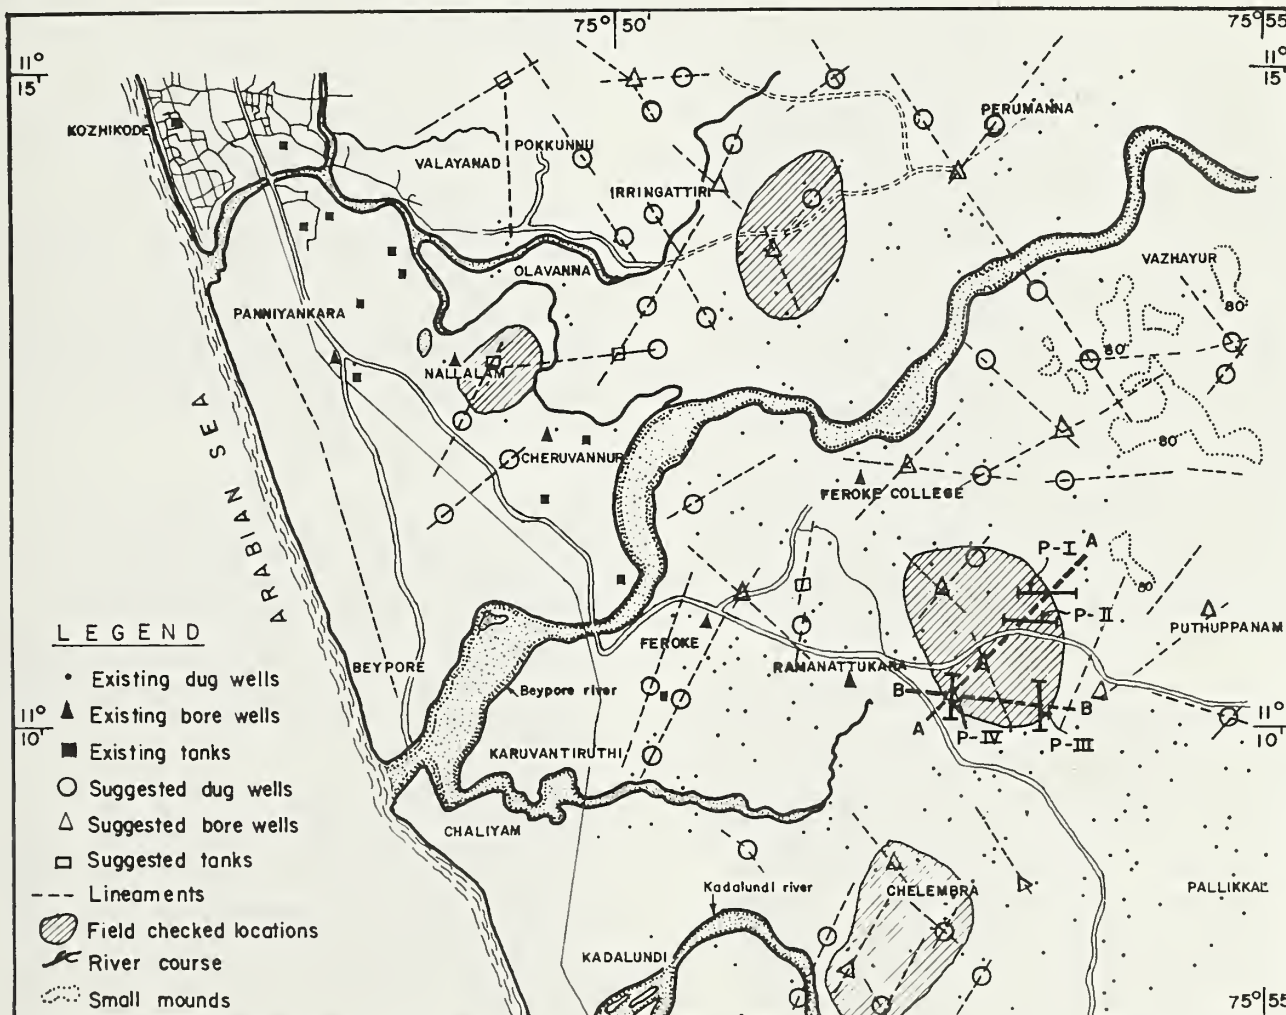 75° 50'
75° 55'
11° 15'
11° 15'
PERUMANNA
KOZHIKODE
VALAYANAD
POKKUNNU
IRRINGATTIRI
VAZHAYUR
OLAVANNA
PANNIYANKARA
80'
80'
NALLALAM
ARABIAN SEA
CHERUVANNUR
80'
FEROKE COLLEGE
P-I
A
80'
P-II
PUTHUPPANAM
LEGEND
FEROKE
RAMANATTUKARA
BEYPORE
Beypore river
B
B
A
P-IV
P-III
11° 10'
11° 10'
KARUVANTIRUTHI
CHALIYAM
Existing dug wells
Existing bore wells
Existing tanks
Suggested dug wells
Suggested bore wells
Suggested tanks
Lineaments
Field checked locations
River course
Small mounds
Kadalundi river
CHELEMBRA
PALLIKKAL
KADALUNDI
75° 55'